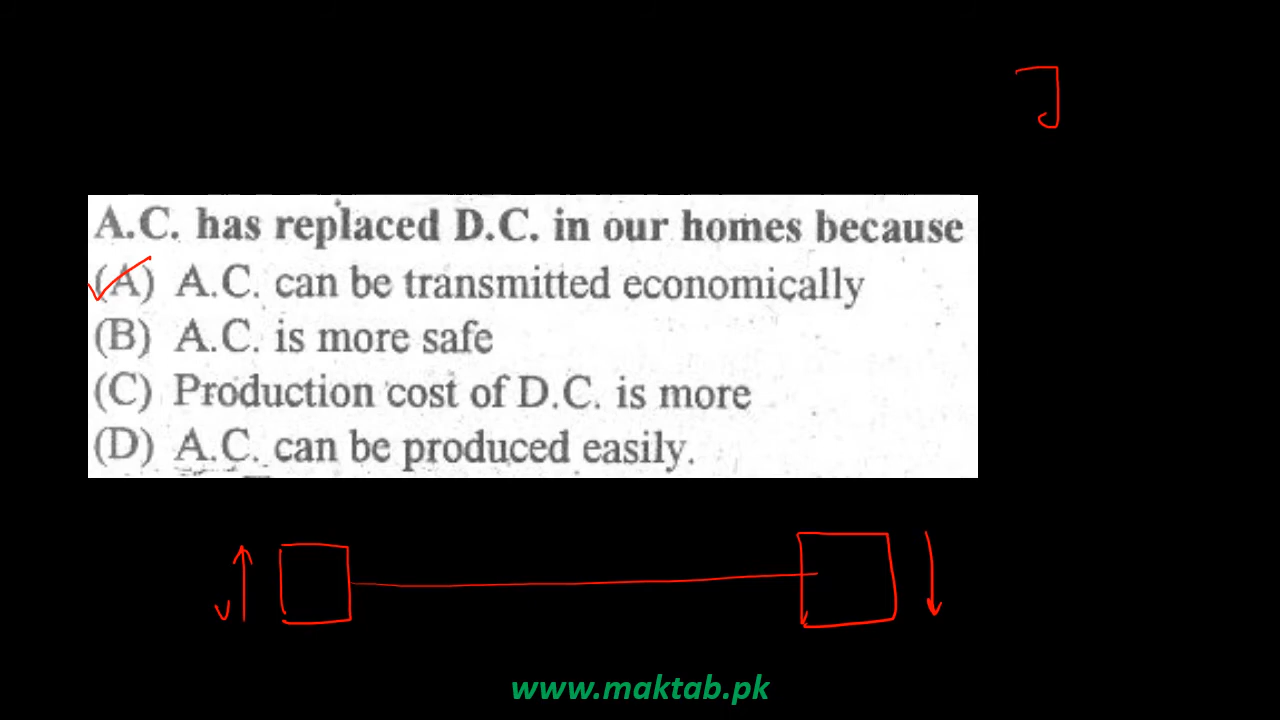 A.C. has replaced D.C. in our homes because
(A) A.C. can be transmitted economically
(B) A.C. is more safe
(C) Production cost of D.C. is more
(D) A.C. can be produced easily.
V
www.maktab.pk